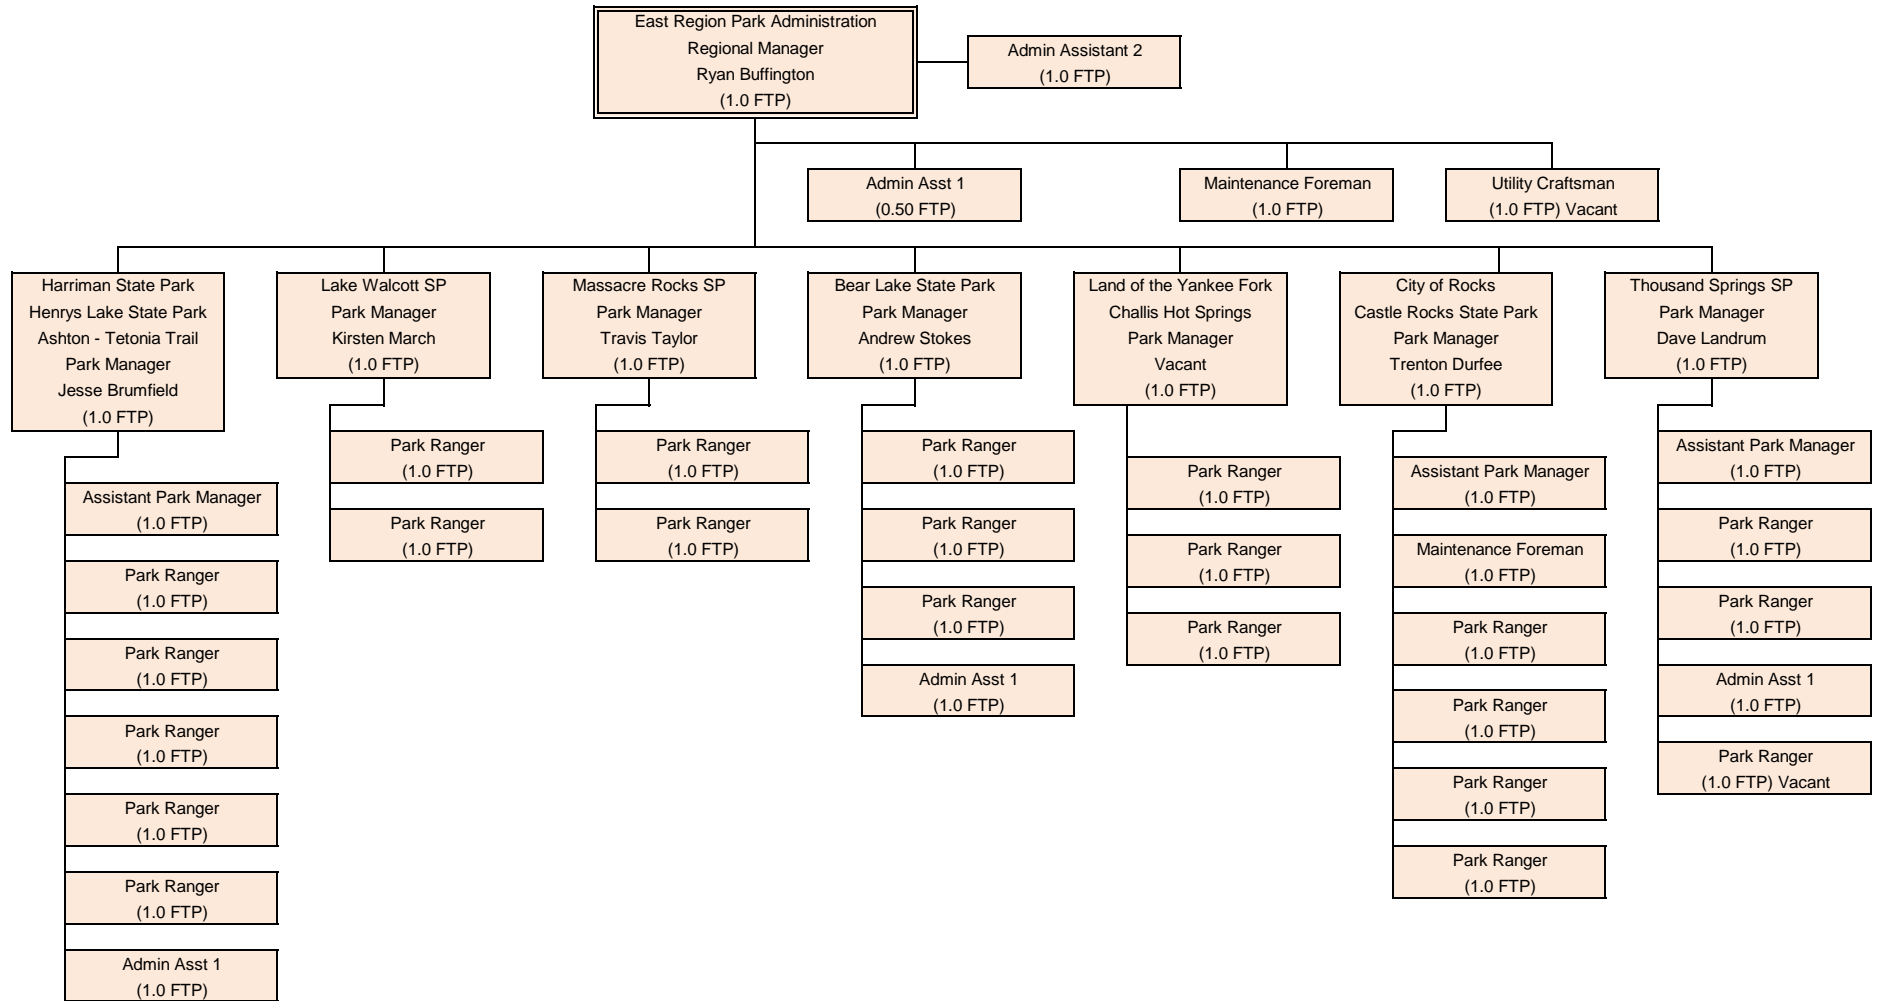 East Region Park Administration
Regional Manager
Ryan Buffington
(1.0 FTP)
Admin Assistant 2
(1.0 FTP)
Admin Asst 1
(0.50 FTP)
Maintenance Foreman
(1.0 FTP)
Utility Craftsman
(1.0 FTP) Vacant
Harriman State Park
Henrys Lake State Park
Ashton - Tetonia Trail
Park Manager
Jesse Brumfield
(1.0 FTP)
Assistant Park Manager
(1.0 FTP)
Park Ranger
(1.0 FTP)
Park Ranger
(1.0 FTP)
Park Ranger
(1.0 FTP)
Park Ranger
(1.0 FTP)
Park Ranger
(1.0 FTP)
Admin Asst 1
(1.0 FTP)
Lake Walcott SP
Park Manager
Kirsten March
(1.0 FTP)
Park Ranger
(1.0 FTP)
Park Ranger
(1.0 FTP)
Massacre Rocks SP
Park Manager
Travis Taylor
(1.0 FTP)
Park Ranger
(1.0 FTP)
Park Ranger
(1.0 FTP)
Bear Lake State Park
Park Manager
Andrew Stokes
(1.0 FTP)
Park Ranger
(1.0 FTP)
Park Ranger
(1.0 FTP)
Park Ranger
(1.0 FTP)
Admin Asst 1
(1.0 FTP)
Land of the Yankee Fork
Challis Hot Springs
Park Manager
Vacant
(1.0 FTP)
Park Ranger
(1.0 FTP)
Park Ranger
(1.0 FTP)
Park Ranger
(1.0 FTP)
City of Rocks
Castle Rocks State Park
Park Manager
Trenton Durfee
(1.0 FTP)
Assistant Park Manager
(1.0 FTP)
Maintenance Foreman
(1.0 FTP)
Park Ranger
(1.0 FTP)
Park Ranger
(1.0 FTP)
Park Ranger
(1.0 FTP)
Park Ranger
(1.0 FTP)
Thousand Springs SP
Park Manager
Dave Landrum
(1.0 FTP)
Assistant Park Manager
(1.0 FTP)
Park Ranger
(1.0 FTP)
Park Ranger
(1.0 FTP)
Admin Asst 1
(1.0 FTP)
Park Ranger
(1.0 FTP) Vacant